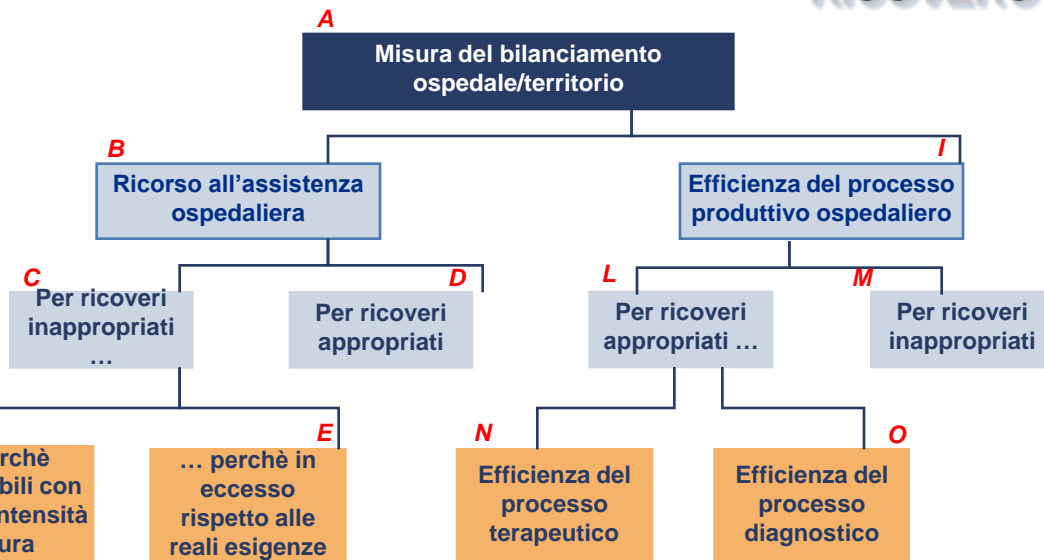 A
Misura del bilanciamento
ospedale/territorio
B
Ricorso all'assistenza
ospedaliera
I
Efficienza del processo
produttivo ospedaliero
C
Per ricoveri
inappropriati
…
D
Per ricoveri
appropriati
L
Per ricoveri
appropriati …
M
Per ricoveri
inappropriati
E
… perchè in
eccesso
rispetto alle
reali esigenze
N
Efficienza del
processo
terapeutico
O
Efficienza del
processo
diagnostico
con